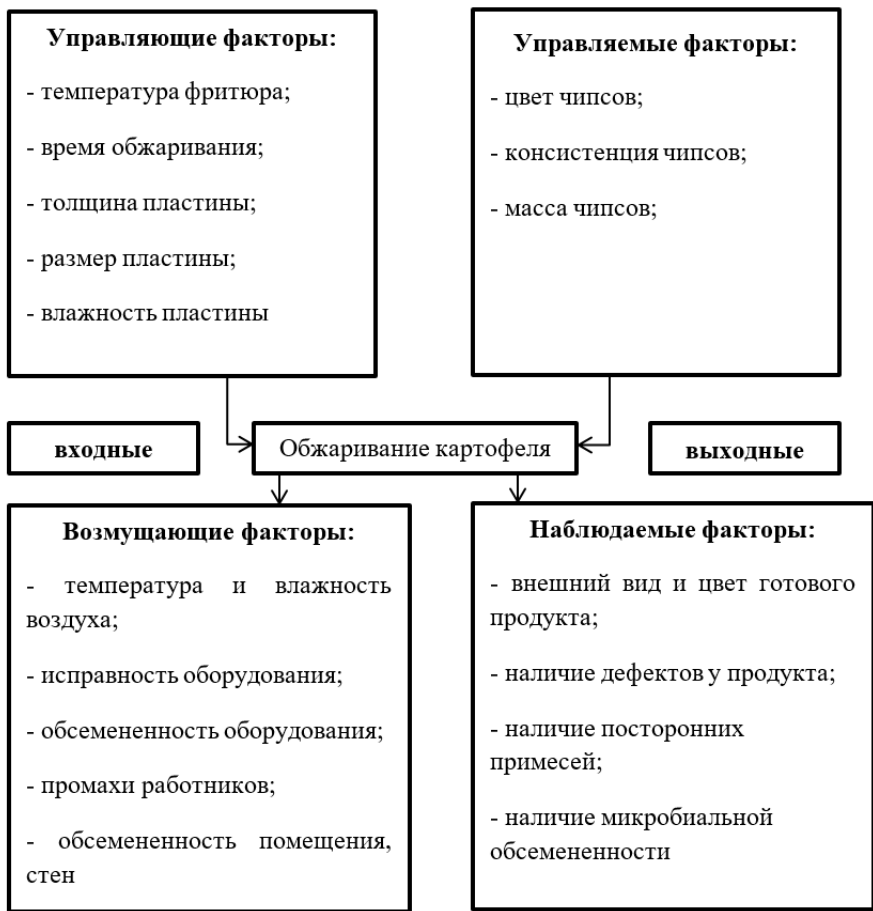 Управляющие факторы:
- температура фритюра;
- время обжаривания;
- толщина пластины;
- размер пластины;
- влажность пластины
Управляемые факторы:
- цвет чипсов;
- консистенция чипсов;
- масса чипсов;
входные
Обжаривание картофеля
выходные
Возмущающие факторы:
- температура и влажность
воздуха;
- исправность оборудования;
- обсемененность оборудования;
- промахи работников;
- обсемененность помещения,
стен
Наблюдаемые факторы:
- внешний вид и цвет готового
продукта;
- наличие дефектов у продукта;
- наличие посторонних
примесей;
- наличие микробиальной
обсемененности